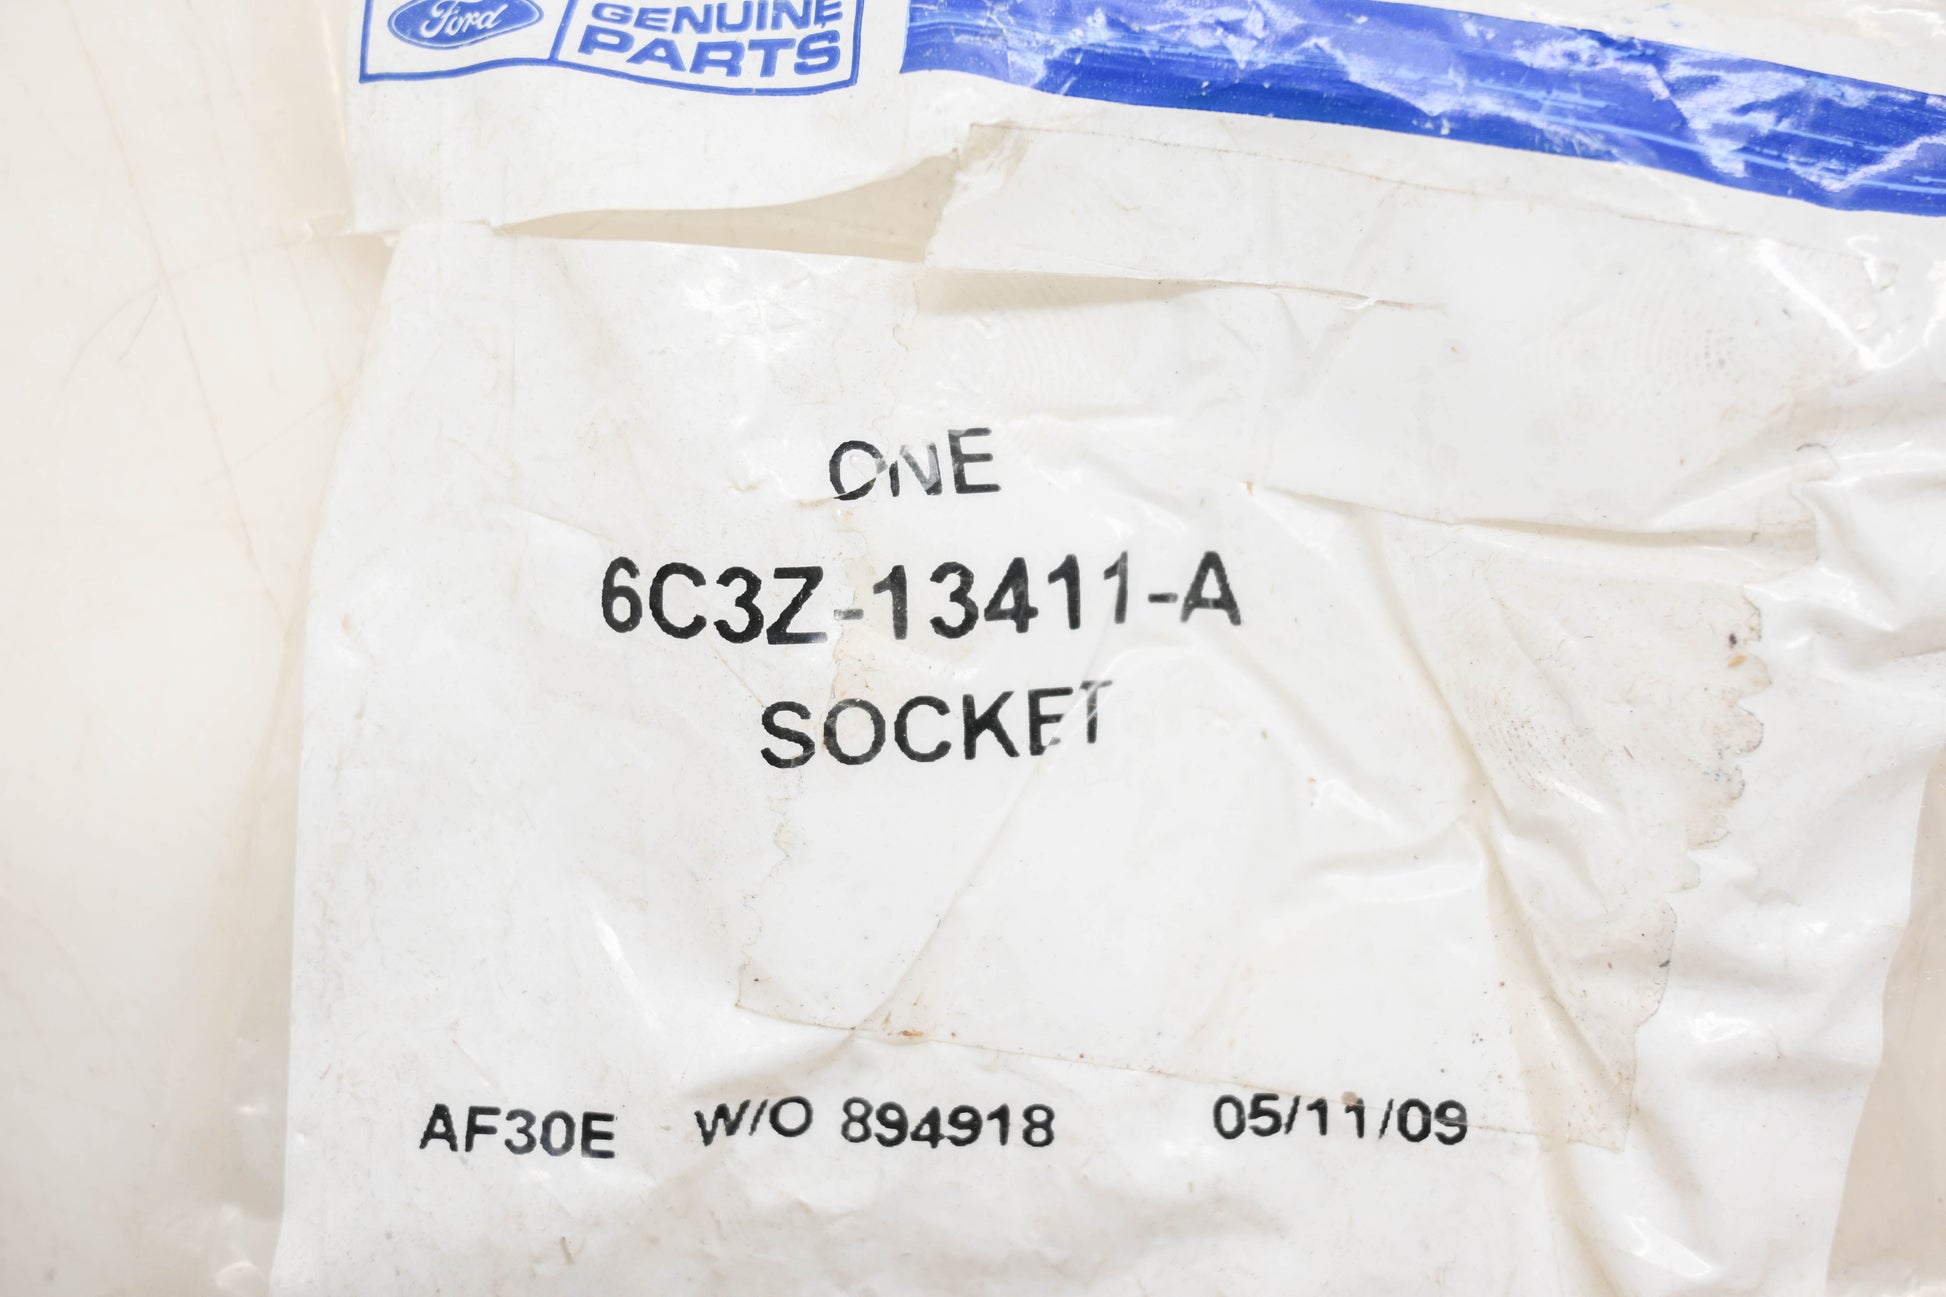 Ford GENUINE
PARTS
ONE
6C3Z-13411-A
SOCKET
AF30E W/O 894918 05/11/09